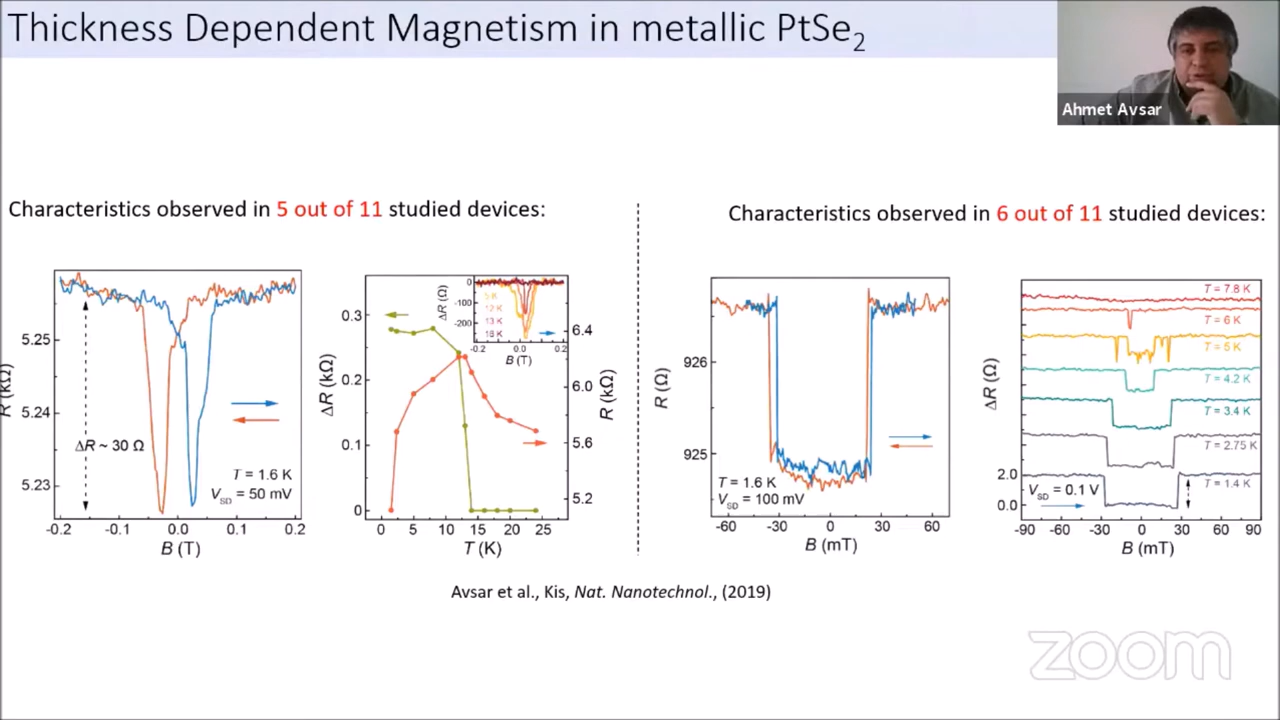 Thickness Dependent Magnetism in metallic PtSe2
Ahmet Avsar
Characteristics observed in 5 out of 11 studied devices:
Characteristics observed in 6 out of 11 studied devices:
R (kΩ)
5.25
5.24
5.23
ΔR ~ 30 Ω
T = 1.6 K
VSD = 50 mV
-0.2 -0.1 0.0 0.1 0.2
B (T)
ΔR (kΩ)
0.3
0.2
0.1
0
0 5 10 15 20 25
T (K)
R (kΩ)
6.4
6.0
5.6
5.2
ΔR (Ω)
0
-100
-200
12 K
13 K
-0.2 0.0 0.2
B (T)
R (Ω)
926
925
T = 1.6 K
VSD = 100 mV
-60 -30 0 30 60
B (mT)
ΔR (Ω)
T = 7.8 K
T = 6 K
T = 5 K
T = 4.2 K
T = 3.4 K
T = 2.75 K
T = 1.4 K
2.0
0.0
VSD = 0.1 V
-90 -60 -30 0 30 60 90
B (mT)
Avsar et al., Kis, Nat. Nanotechnol., (2019)
zoom